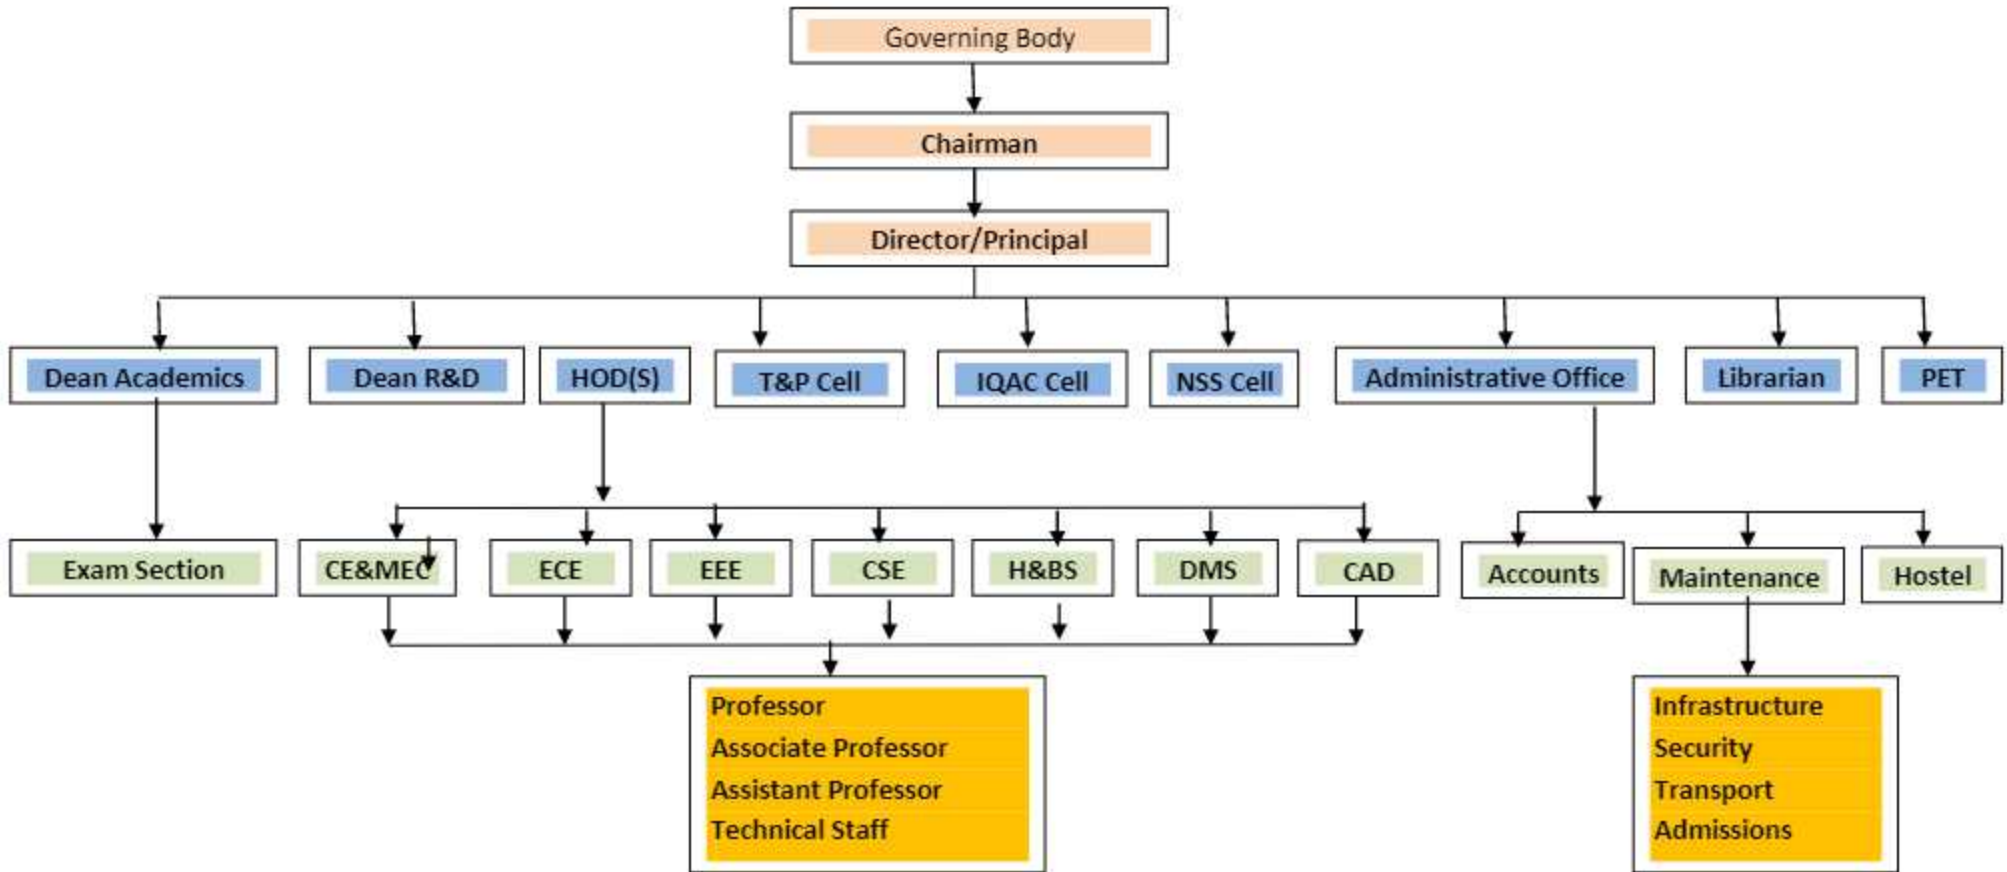 Governing Body
Chairman
Director/Principal
Dean Academics
Dean R&D
HOD(S)
T&P Cell
IQAC Cell
NSS Cell
Administrative Office
Librarian
PET
Exam Section
CE&MEC
ECE
EEE
CSE
H&BS
DMS
CAD
Accounts
Maintenance
Hostel
Professor
Associate Professor
Assistant Professor
Technical Staff
Infrastructure
Security
Transport
Admissions